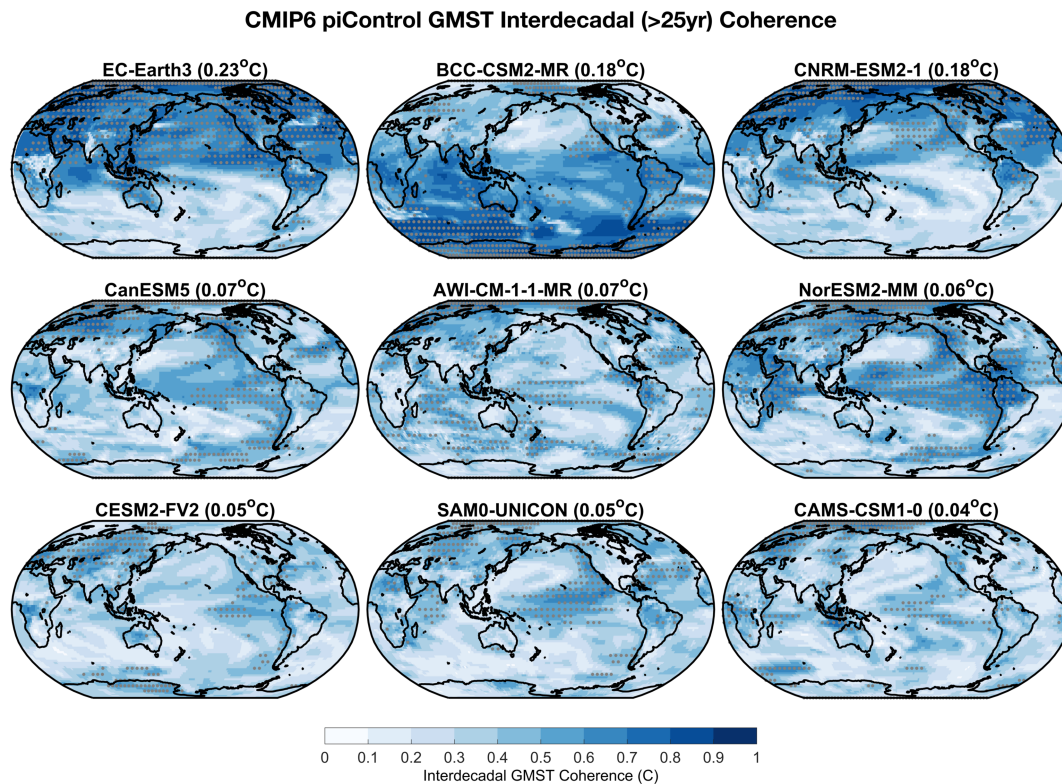 CMIP6 piControl GMST Interdecadal (>25yr) Coherence
EC-Earth3 (0.23°C)
BCC-CSM2-MR (0.18°C)
CNRM-ESM2-1 (0.18°C)
CanESM5 (0.07°C)
AWI-CM-1-1-MR (0.07°C)
NorESM2-MM (0.06°C)
CESM2-FV2 (0.05°C)
SAM0-UNICON (0.05°C)
CAMS-CSM1-0 (0.04°C)
0 0.1 0.2 0.3 0.4 0.5 0.6 0.7 0.8 0.9 1
Interdecadal GMST Coherence (C)